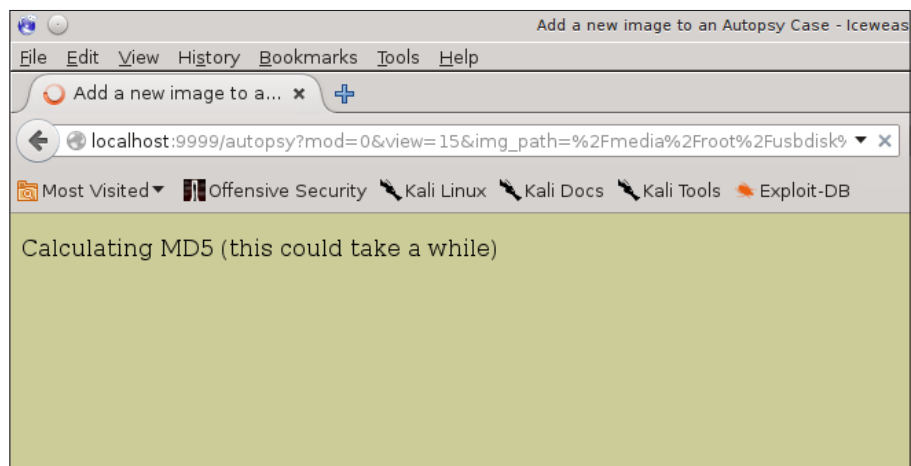 Add a new image to an Autopsy Case - Iceweas
File Edit View History Bookmarks Tools Help
Add a new image to a...
localhost:9999/autopsy?mod=0&view=15&img_path=%2Fmedia%2Froot%2Fusbdisk%
Most Visited Offensive Security Kali Linux Kali Docs Kali Tools Exploit-DB
Calculating MD5 (this could take a while)